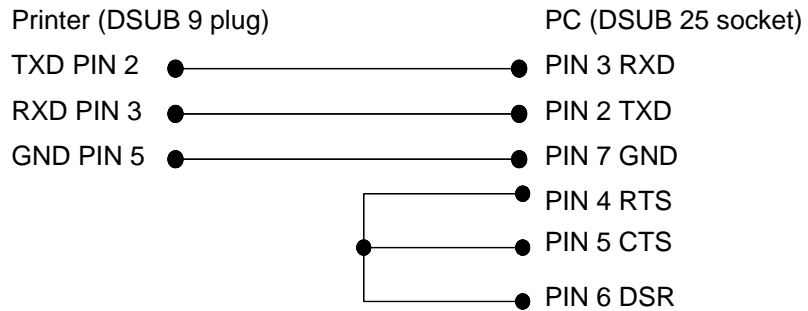 Printer (DSUB 9 plug) PC (DSUB 25 socket)
TXD PIN 2 PIN 3 RXD
RXD PIN 3 PIN 2 TXD
GND PIN 5 PIN 7 GND
PIN 4 RTS
PIN 5 CTS
PIN 6 DSR